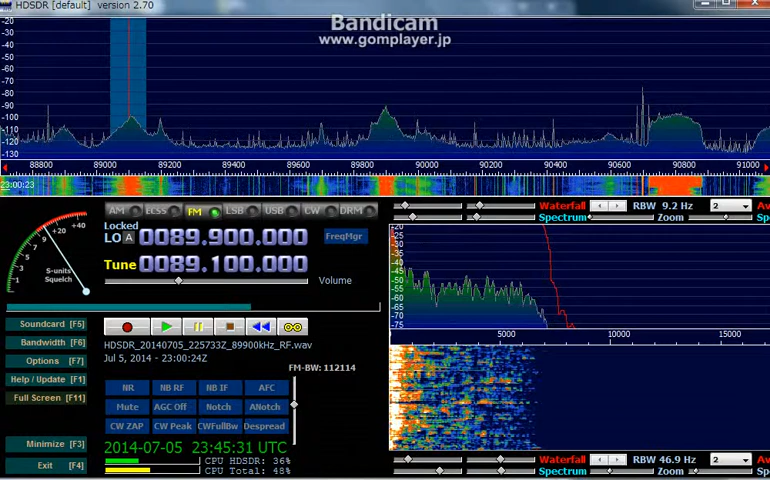 HDSDR [default] version 2.70
Bandicam
www.gomplayer.jp
-20
-30
-40
-50
-60
-70
-80
-90
-100
-110
-120
-130
88800 89000 89200 89400 89600 89800 90000 90200 90400 90600 90800 91000
23:00:23
AM ECSS FM LSB USB CW DRM
Locked
LO A 0089.900.000 FreqMgr
Tune 0089.100.000
Volume
+20 +40
9
7
5
3
1
S-units
Squelch
Waterfall RBW 9.2 Hz 2 Av
Spectrum Zoom Sp
-20
-30
-35
-40
-45
-50
-55
-60
-65
-70
-75
5000 10000 15000
Soundcard [F5]
Bandwidth [F6]
Options [F7]
Help / Update [F1]
Full Screen [F11]
Minimize [F3]
Exit [F4]
HDSDR_20140705_225733Z_89900kHz_RF.wav
Jul 5, 2014 - 23:00:24Z
FM-BW: 112114
NR NB RF NB IF AFC
Mute AGC Off Notch ANotch
CW ZAP CW Peak CWFullBw Despread
2014-07-05 23:45:31 UTC
CPU HDSDR: 36%
CPU Total: 48%
Waterfall RBW 46.9 Hz 2 Av
Spectrum Zoom Sp